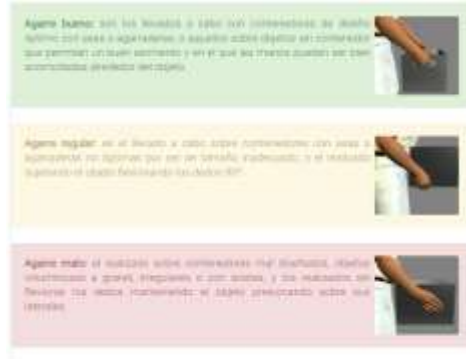 Agarre bueno: son los llevados a cabo con contenedores de diseño
óptimo con asas o agarraderas, o aquellos sobre objetos sin contenedor
que permitan un buen asimiento y en el que las manos pueden ser bien
acomodadas alrededor del objeto.
Agarre regular: es el llevado a cabo sobre contenedores con asas o
agarraderas no óptimas por ser de tamaño inadecuado, o el realizado
sujetando el objeto flexionando los dedos 90º.
Agarre malo: el realizado sobre contenedores mal diseñados, objetos
voluminosos a granel, irregulares o con aristas, y los realizados sin
flexionar los dedos manteniendo el objeto presionando sobre sus
laterales.